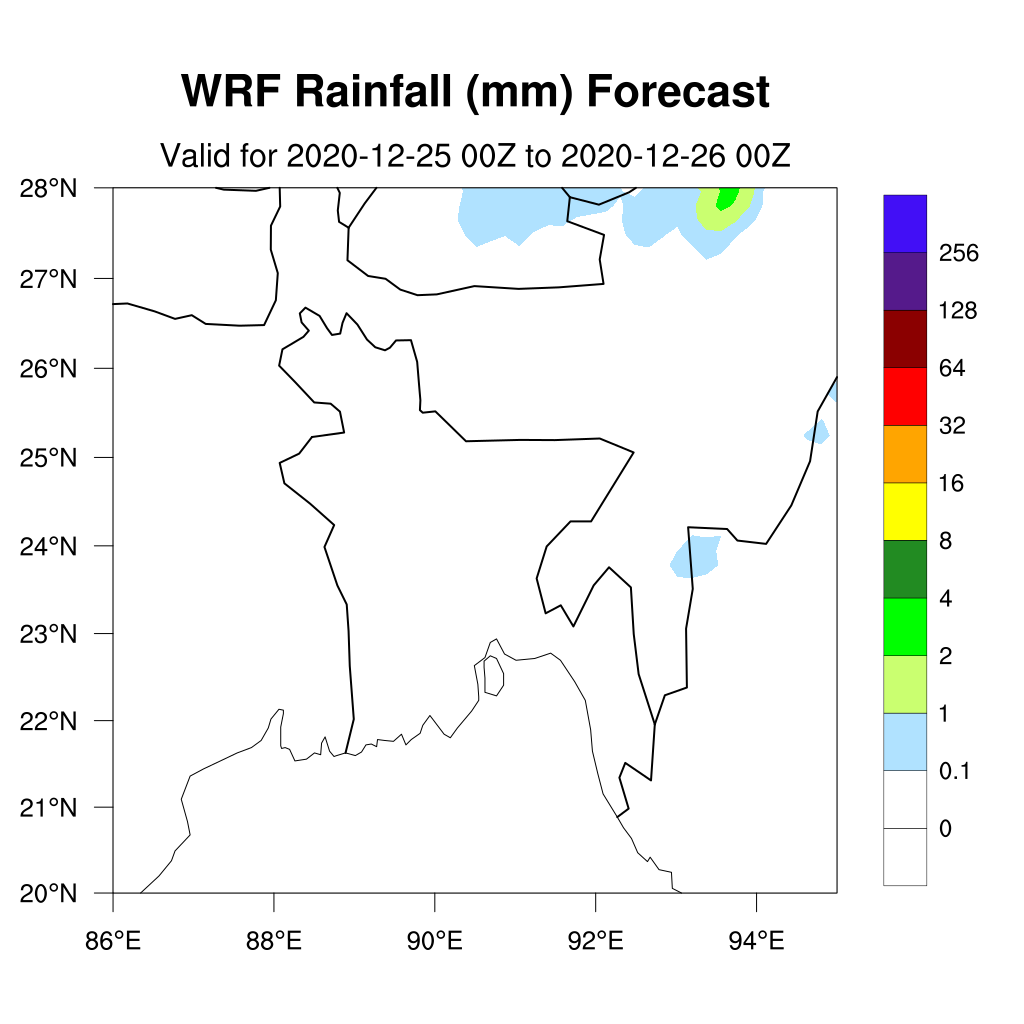 WRF Rainfall (mm) Forecast
Valid for 2020-12-25 00Z to 2020-12-26 00Z
28°N
27°N
26°N
25°N
24°N
23°N
22°N
21°N
20°N
86°E 88°E 90°E 92°E 94°E
256
128
64
32
16
8
4
2
1
0.1
0